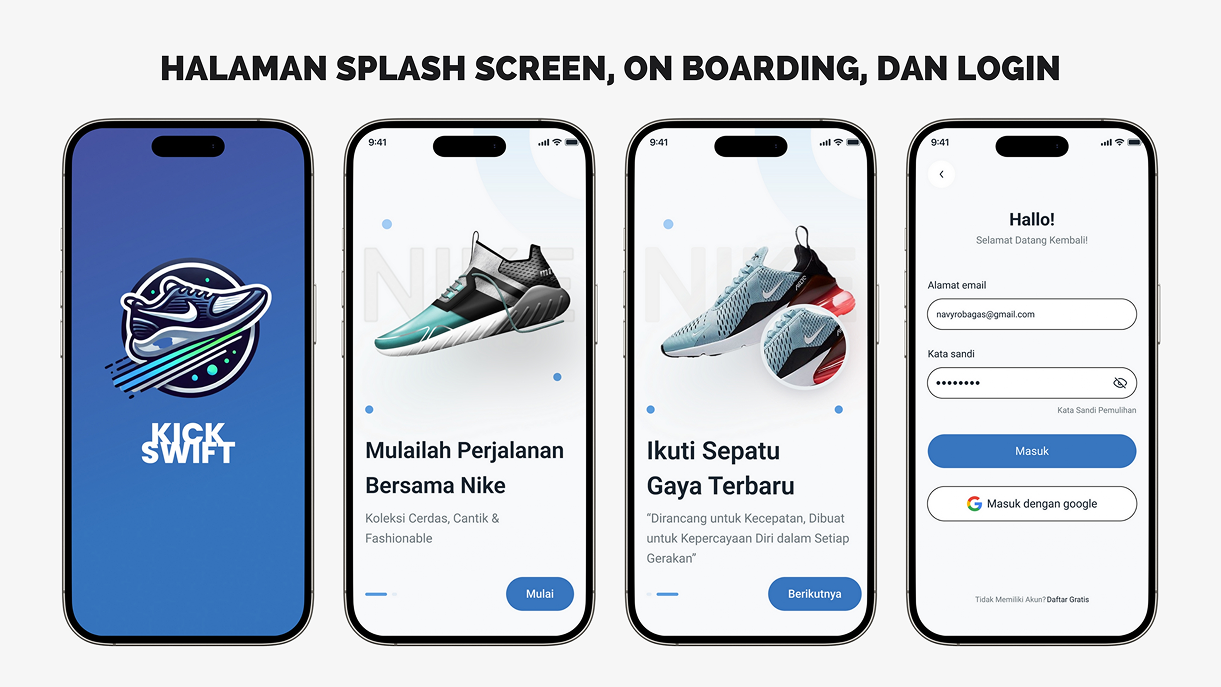 HALAMAN SPLASH SCREEN, ON BOARDING, DAN LOGIN
KICK
SWIFT
9:41
NIKE
Mulailah Perjalanan
Bersama Nike
Koleksi Cerdas, Cantik &
Fashionable
Mulai
9:41
NIKE
Ikuti Sepatu
Gaya Terbaru
“Dirancang untuk Kecepatan, Dibuat
untuk Kepercayaan Diri dalam Setiap
Gerakan”
Berikutnya
9:41
Hallo!
Selamat Datang Kembali!
Alamat email
navyrobagas@gmail.com
Kata sandi
••••••••
Kata Sandi Pemulihan
Masuk
Masuk dengan google
Tidak Memiliki Akun? Daftar Gratis